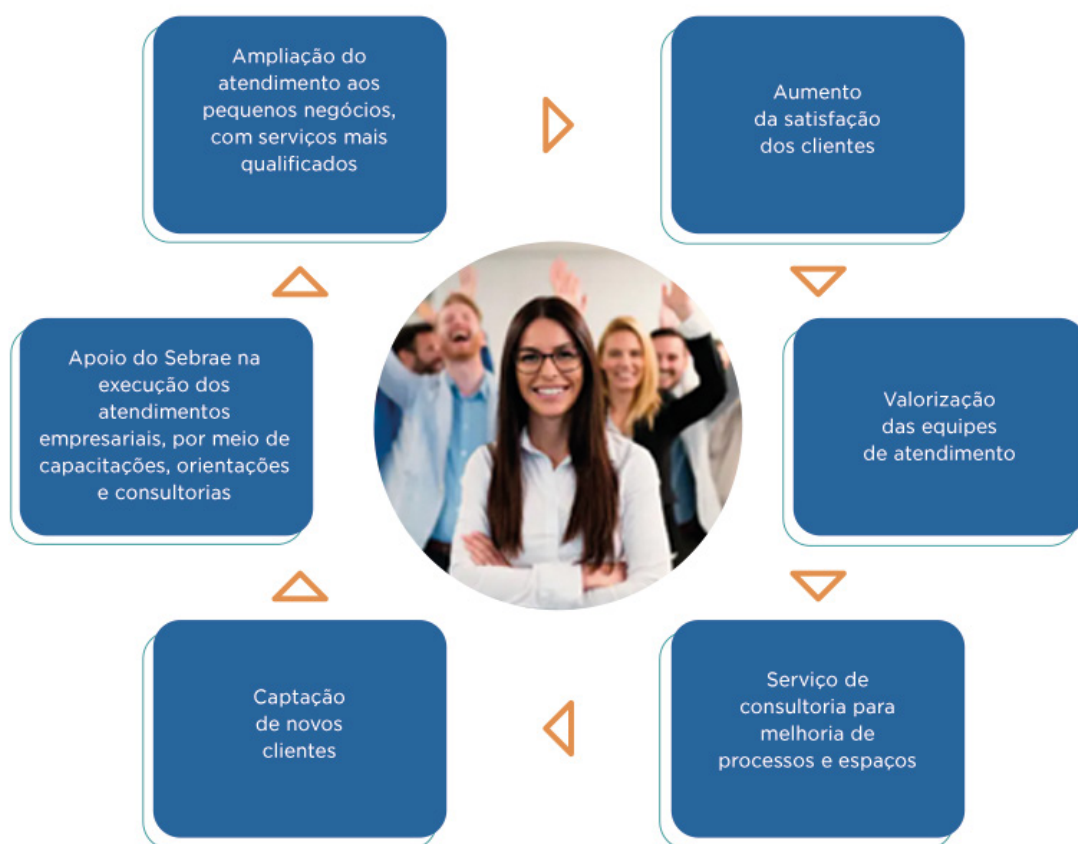 Ampliação do
atendimento aos
pequenos negócios,
com serviços mais
qualificados
Aumento
da satisfação
dos clientes
Valorização
das equipes
de atendimento
Serviço de
consultoria para
melhoria de
processos e espaços
Captação
de novos
clientes
Apoio do Sebrae na
execução dos
atendimentos
empresariais, por meio de
capacitações, orientações
e consultorias